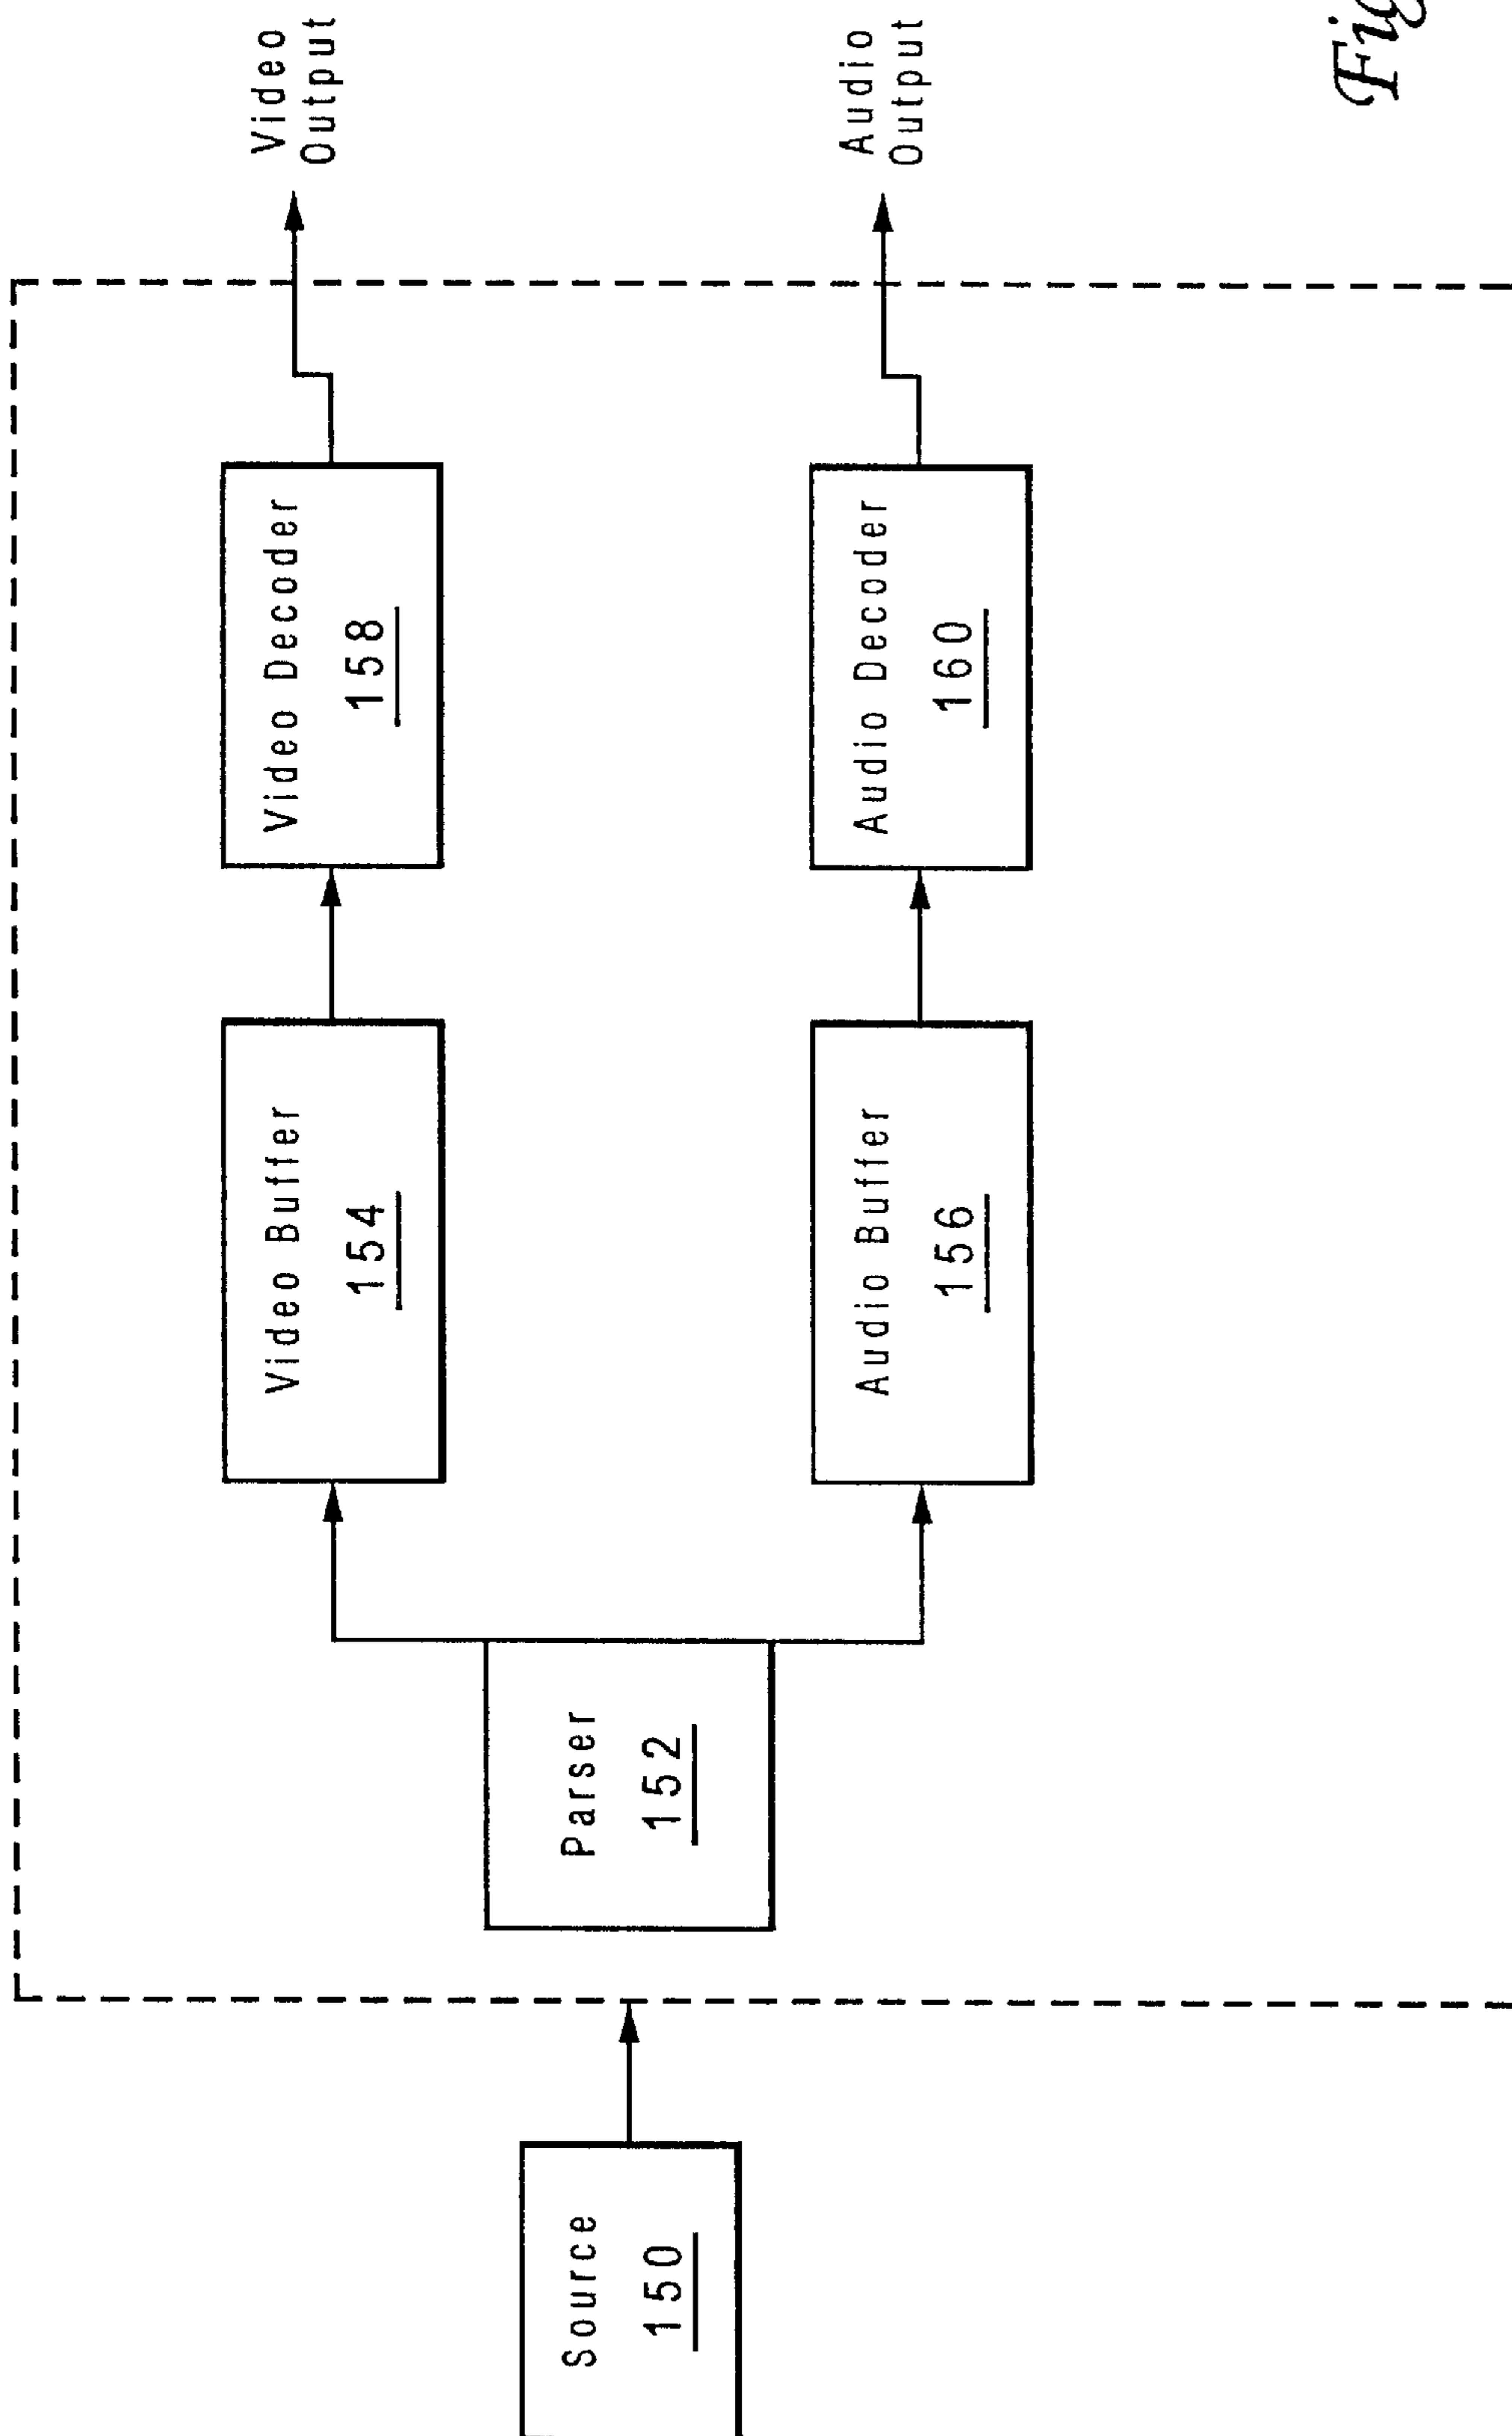 Source
150
Parser
152
Video Buffer
154
Video Decoder
158
Video
Output
Audio Buffer
156
Audio Decoder
160
Audio
Output
Fig